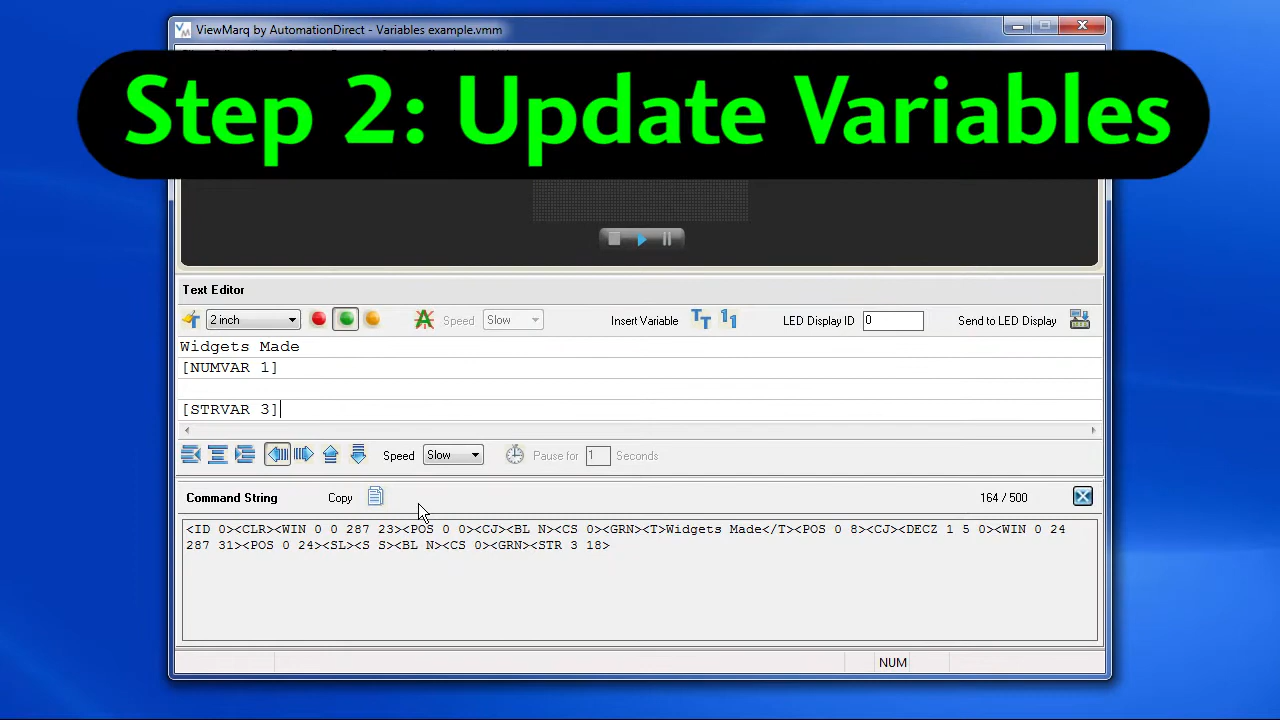 ViewMarq by AutomationDirect - Variables example.vmm
Step 2: Update Variables
Text Editor
2 inch
Speed
Slow
Insert Variable
LED Display ID
0
Send to LED Display
Widgets Made
[NUMVAR 1]
[STRVAR 3]
Speed
Slow
Pause for
1
Seconds
Command String
Copy
164 / 500
<ID 0><CLR><WIN 0 0 287 23><POS 0 0><CJ><BL N><CS 0><GRN><T>Widgets Made</T><POS 0 8><CJ><DECZ 1 5 0><WIN 0 24
287 31><POS 0 24><SL><S S><BL N><CS 0><GRN><STR 3 18>
NUM